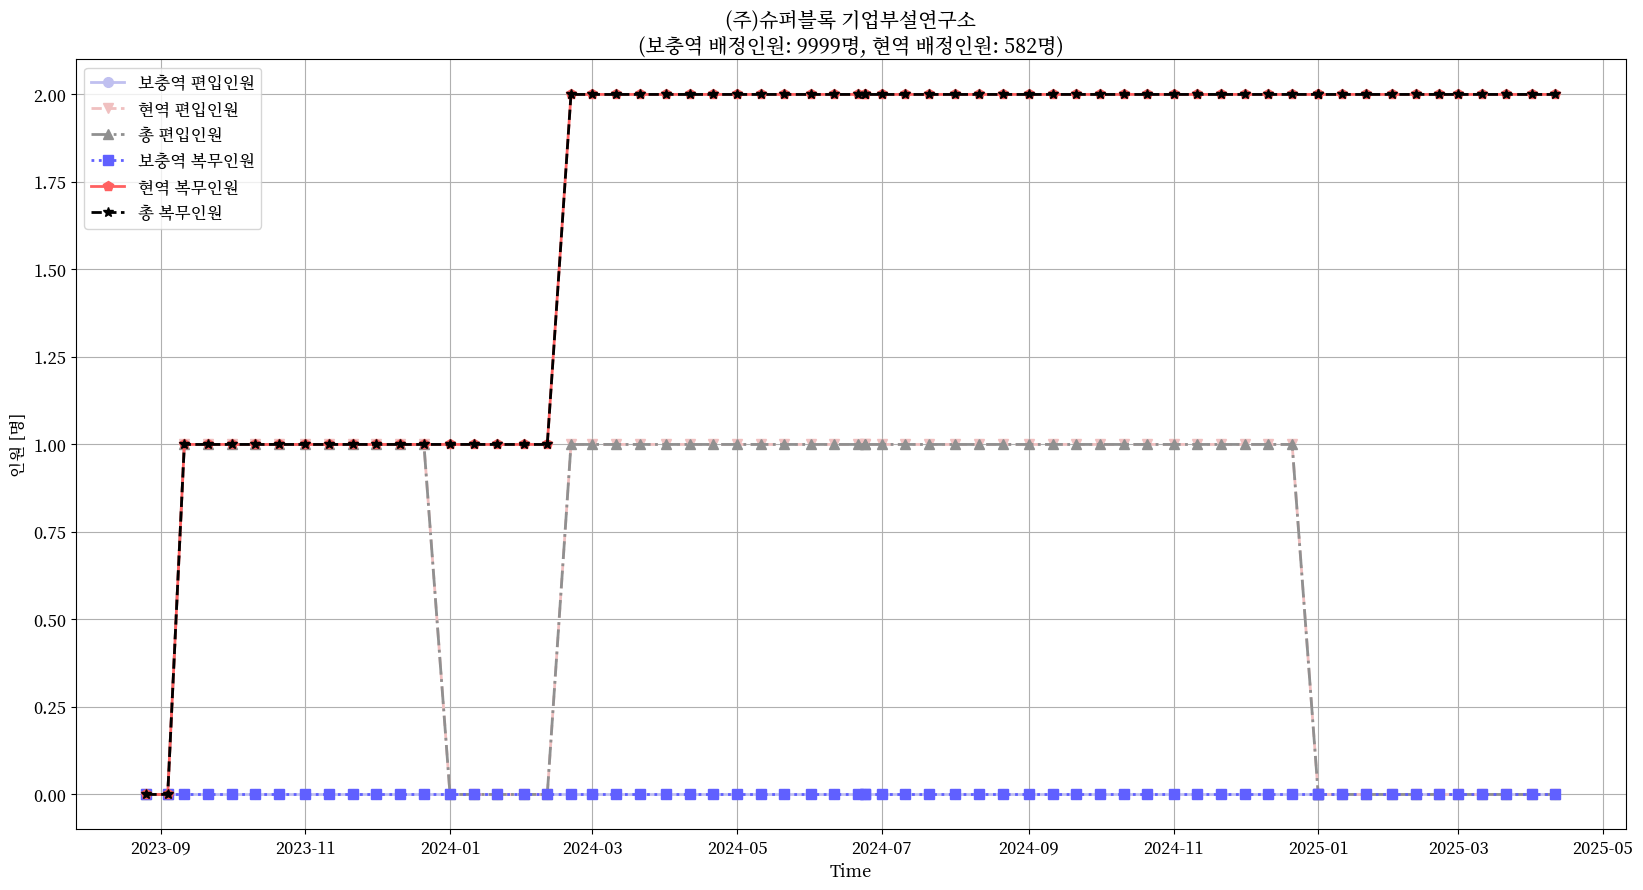 (주)슈퍼블록 기업부설연구소
(보충역 배정인원: 9999명, 현역 배정인원: 582명)
보충역 편입인원
현역 편입인원
총 편입인원
보충역 복무인원
현역 복무인원
총 복무인원
인원 [명]
2.00
1.75
1.50
1.25
1.00
0.75
0.50
0.25
0.00
2023-09
2023-11
2024-01
2024-03
2024-05
2024-07
2024-09
2024-11
2025-01
2025-03
2025-05
Time